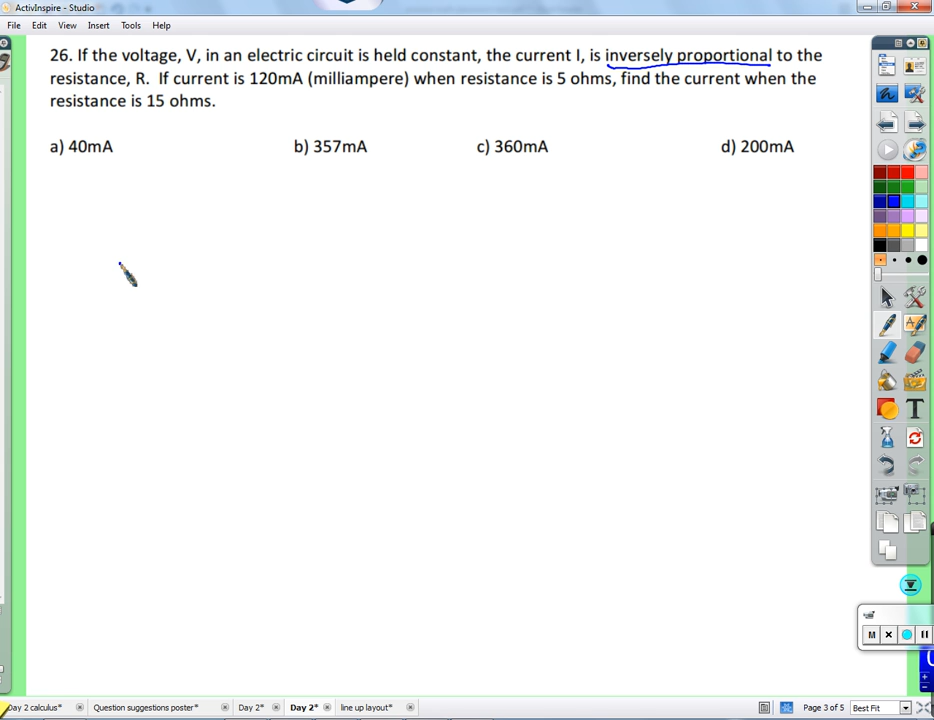 ActivInspire - Studio
File Edit View Insert Tools Help
26. If the voltage, V, in an electric circuit is held constant, the current I, is inversely proportional to the
resistance, R. If current is 120mA (milliampere) when resistance is 5 ohms, find the current when the
resistance is 15 ohms.
a) 40mA b) 357mA c) 360mA d) 200mA
M
Day 2 calculus* Question suggestions poster* Day 2* Day 2* line up layout* Page 3 of 5 Best Fit